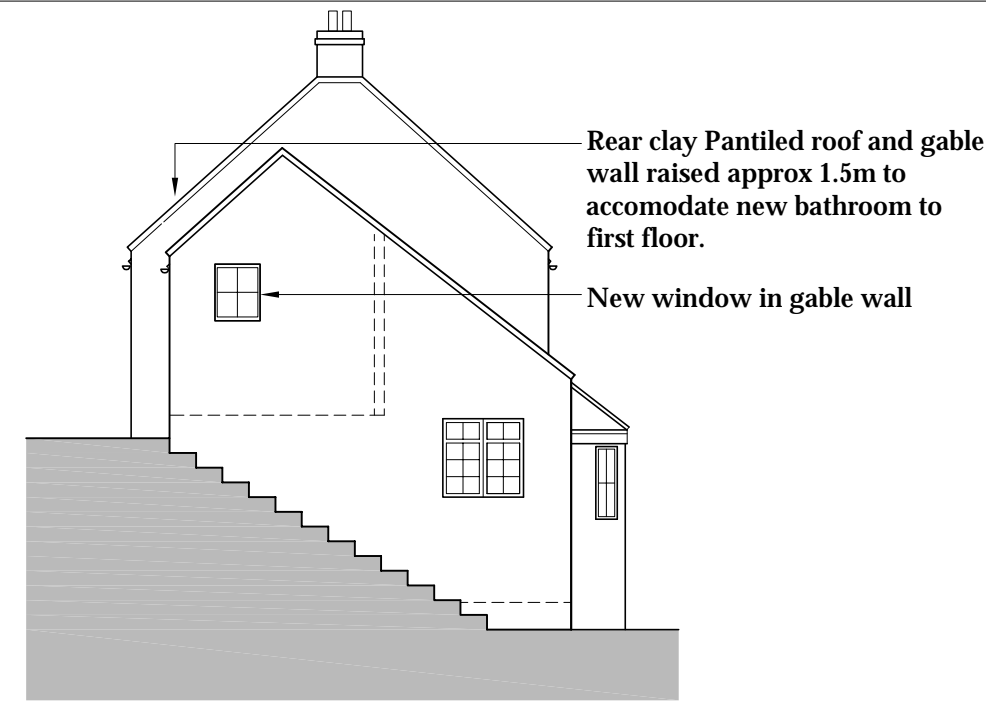 Rear clay Pantiled roof and gable
wall raised approx 1.5m to
accomodate new bathroom to
first floor.
New window in gable wall